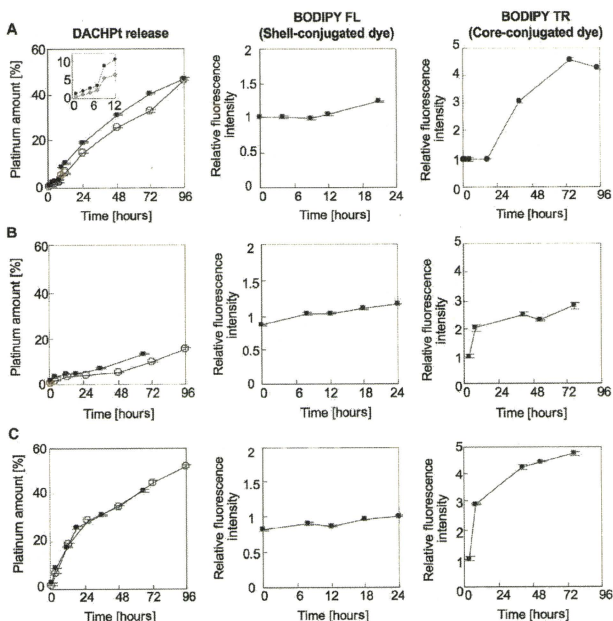 BODIPY FL BODIPY TR
A DACHPt release (Shell-conjugated dye) (Core-conjugated dye)
Platinum amount [%]
60
40
20
0
10
5
0
0 6 12
0 24 48 72 96
Time [hours]
Relative fluorescence
intensity
2
1.5
1
0.5
0
0 6 12 18 24
Time [hours]
Relative fluorescence
intensity
5
4
3
2
1
0
0 24 48 72 96
Time [hours]
B
Platinum amount [%]
60
40
20
0
0 24 48 72 96
Time [hours]
Relative fluorescence
intensity
2
1.5
1
0.5
0
0 6 12 18 24
Time [hours]
Relative fluorescence
intensity
5
4
3
2
1
0
0 24 48 72 96
Time [hours]
C
Platinum amount [%]
60
40
20
0
0 24 48 72 96
Time [hours]
Relative fluorescence
intensity
2
1.5
1
0.5
0
0 6 12 18 24
Time [hours]
Relative fluorescence
intensity
5
4
3
2
1
0
0 24 48 72 96
Time [hours]